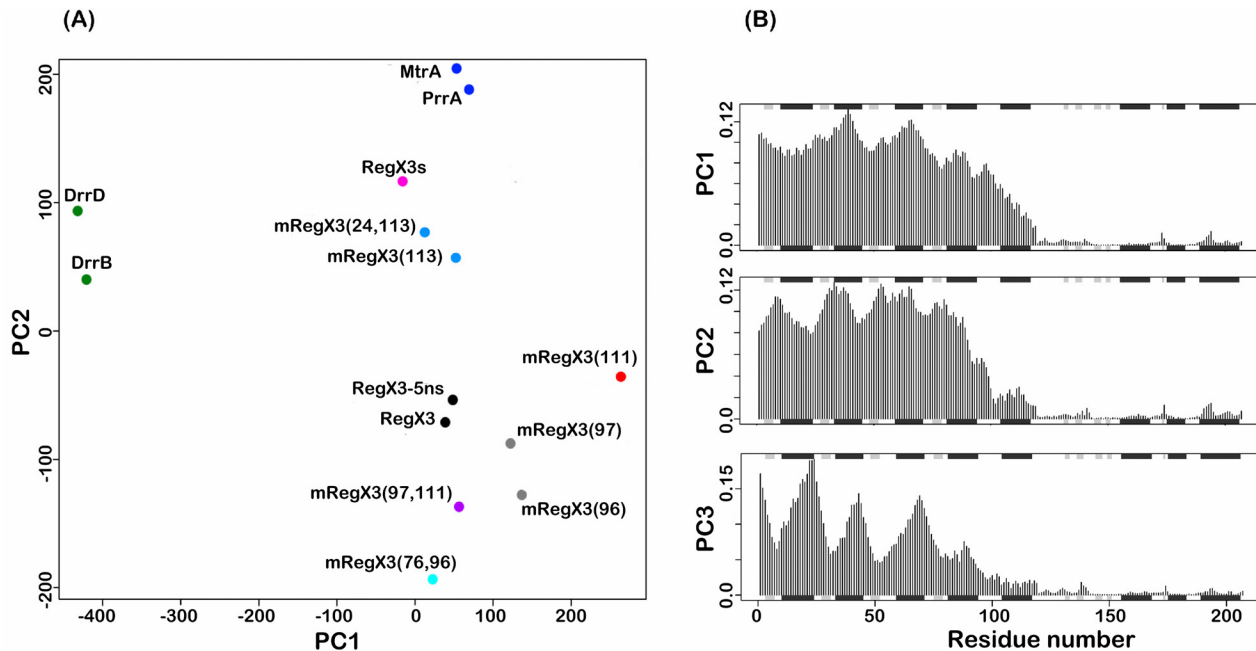 (A)
(B)
MtrA
PrrA
RegX3s
DrrD
mRegX3(24,113)
mRegX3(113)
DrrB
mRegX3(111)
RegX3-5ns
RegX3
mRegX3(97)
mRegX3(97,111)
mRegX3(96)
mRegX3(76,96)
200
100
0
-100
-200
PC2
-400
-300
-200
-100
0
100
200
PC1
0.12
0.0
PC1
0.12
0.0
PC2
0.15
0.0
PC3
0
50
100
150
200
Residue number